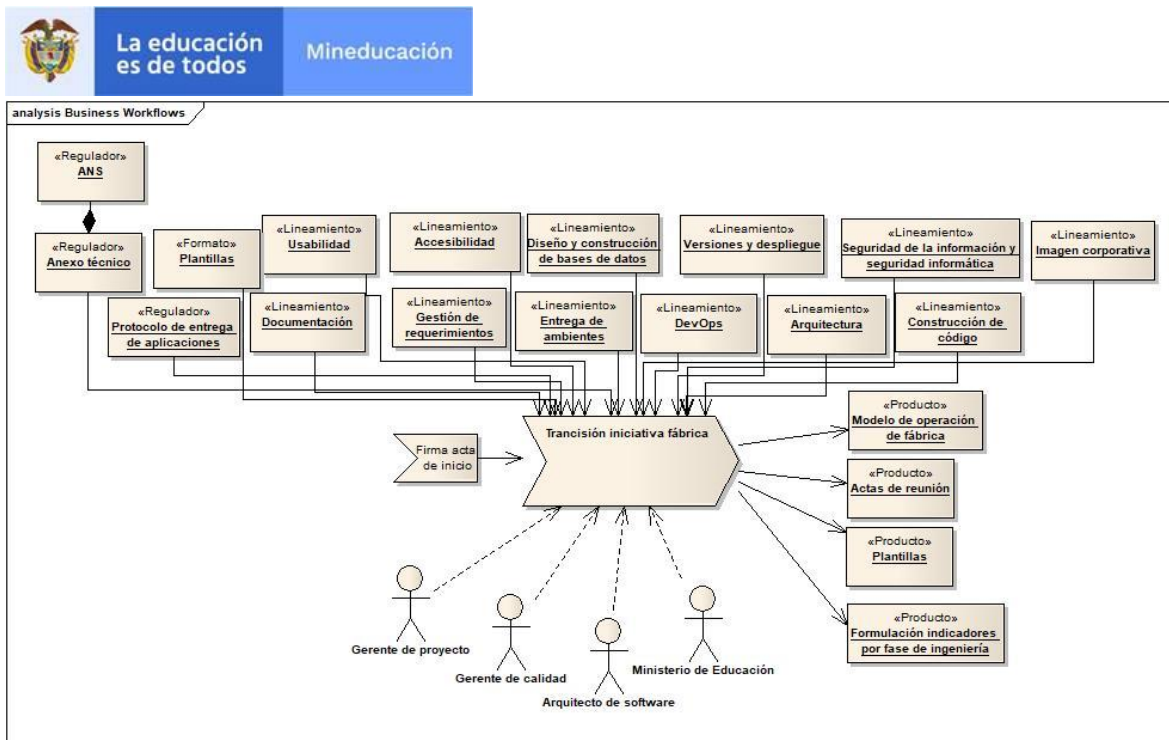 La educación
es de todos
Mineducación
analysis Business Workflows
«Regulador»
ANS
«Regulador»
Anexo técnico
«Formato»
Plantillas
«Lineamiento»
Usabilidad
«Lineamiento»
Accesibilidad
«Lineamiento»
Diseño y construcción
de bases de datos
«Lineamiento»
Versiones y despliegue
«Lineamiento»
Seguridad de la información y
seguridad informática
«Lineamiento»
Imagen corporativa
«Regulador»
Protocolo de entrega
de aplicaciones
«Lineamiento»
Documentación
«Lineamiento»
Gestión de
requerimientos
«Lineamiento»
Entrega de
ambientes
«Lineamiento»
DevOps
«Lineamiento»
Arquitectura
«Lineamiento»
Construcción de
código
Firma acta
de inicio
Trancisión iniciativa fábrica
«Producto»
Modelo de operación
de fábrica
«Producto»
Actas de reunión
«Producto»
Plantillas
«Producto»
Formulación indicadores
por fase de ingeniería
Gerente de proyecto
Gerente de calidad
Arquitecto de software
Ministerio de Educación